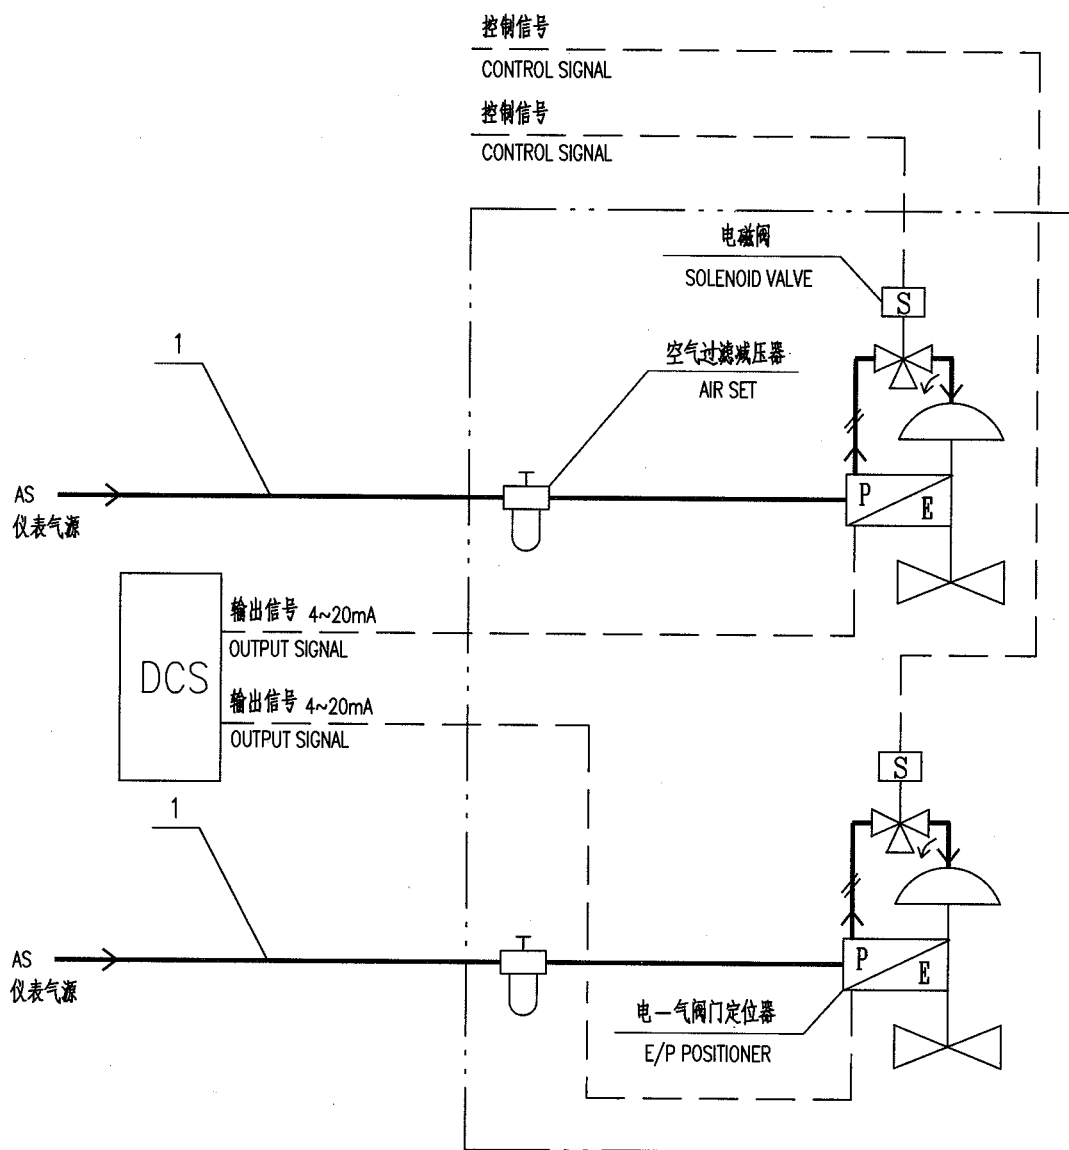 控制信号
CONTROL SIGNAL
控制信号
CONTROL SIGNAL
电磁阀
SOLENOID VALVE
S
1
空气过滤减压器
AIR SET
AS
仪表气源
P
E
输出信号 4~20mA
OUTPUT SIGNAL
DCS
输出信号 4~20mA
OUTPUT SIGNAL
S
1
AS
仪表气源
P
E
电一气阀门定位器
E/P POSITIONER